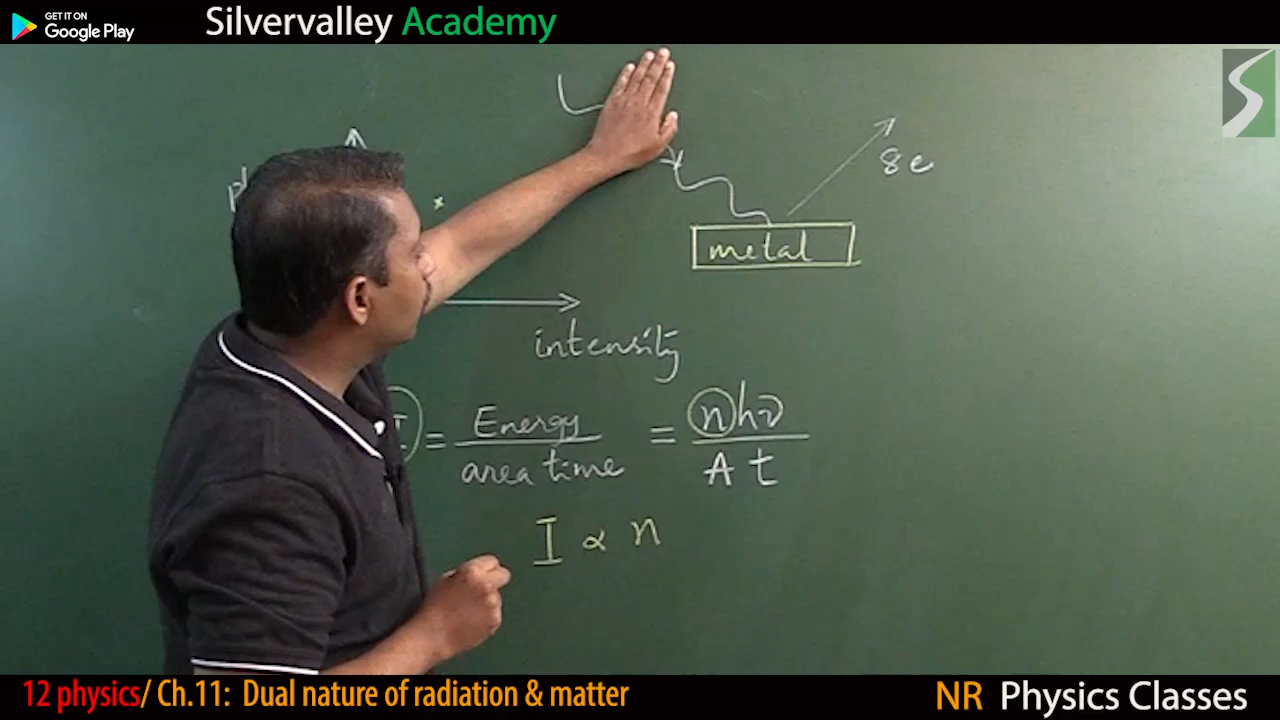 GET IT ON
Google Play
Silvervalley Academy
8e
metal
intensity
I = Energy / area time = nhν / A t
I ∝ n
12 physics/ Ch.11: Dual nature of radiation & matter
NR Physics Classes